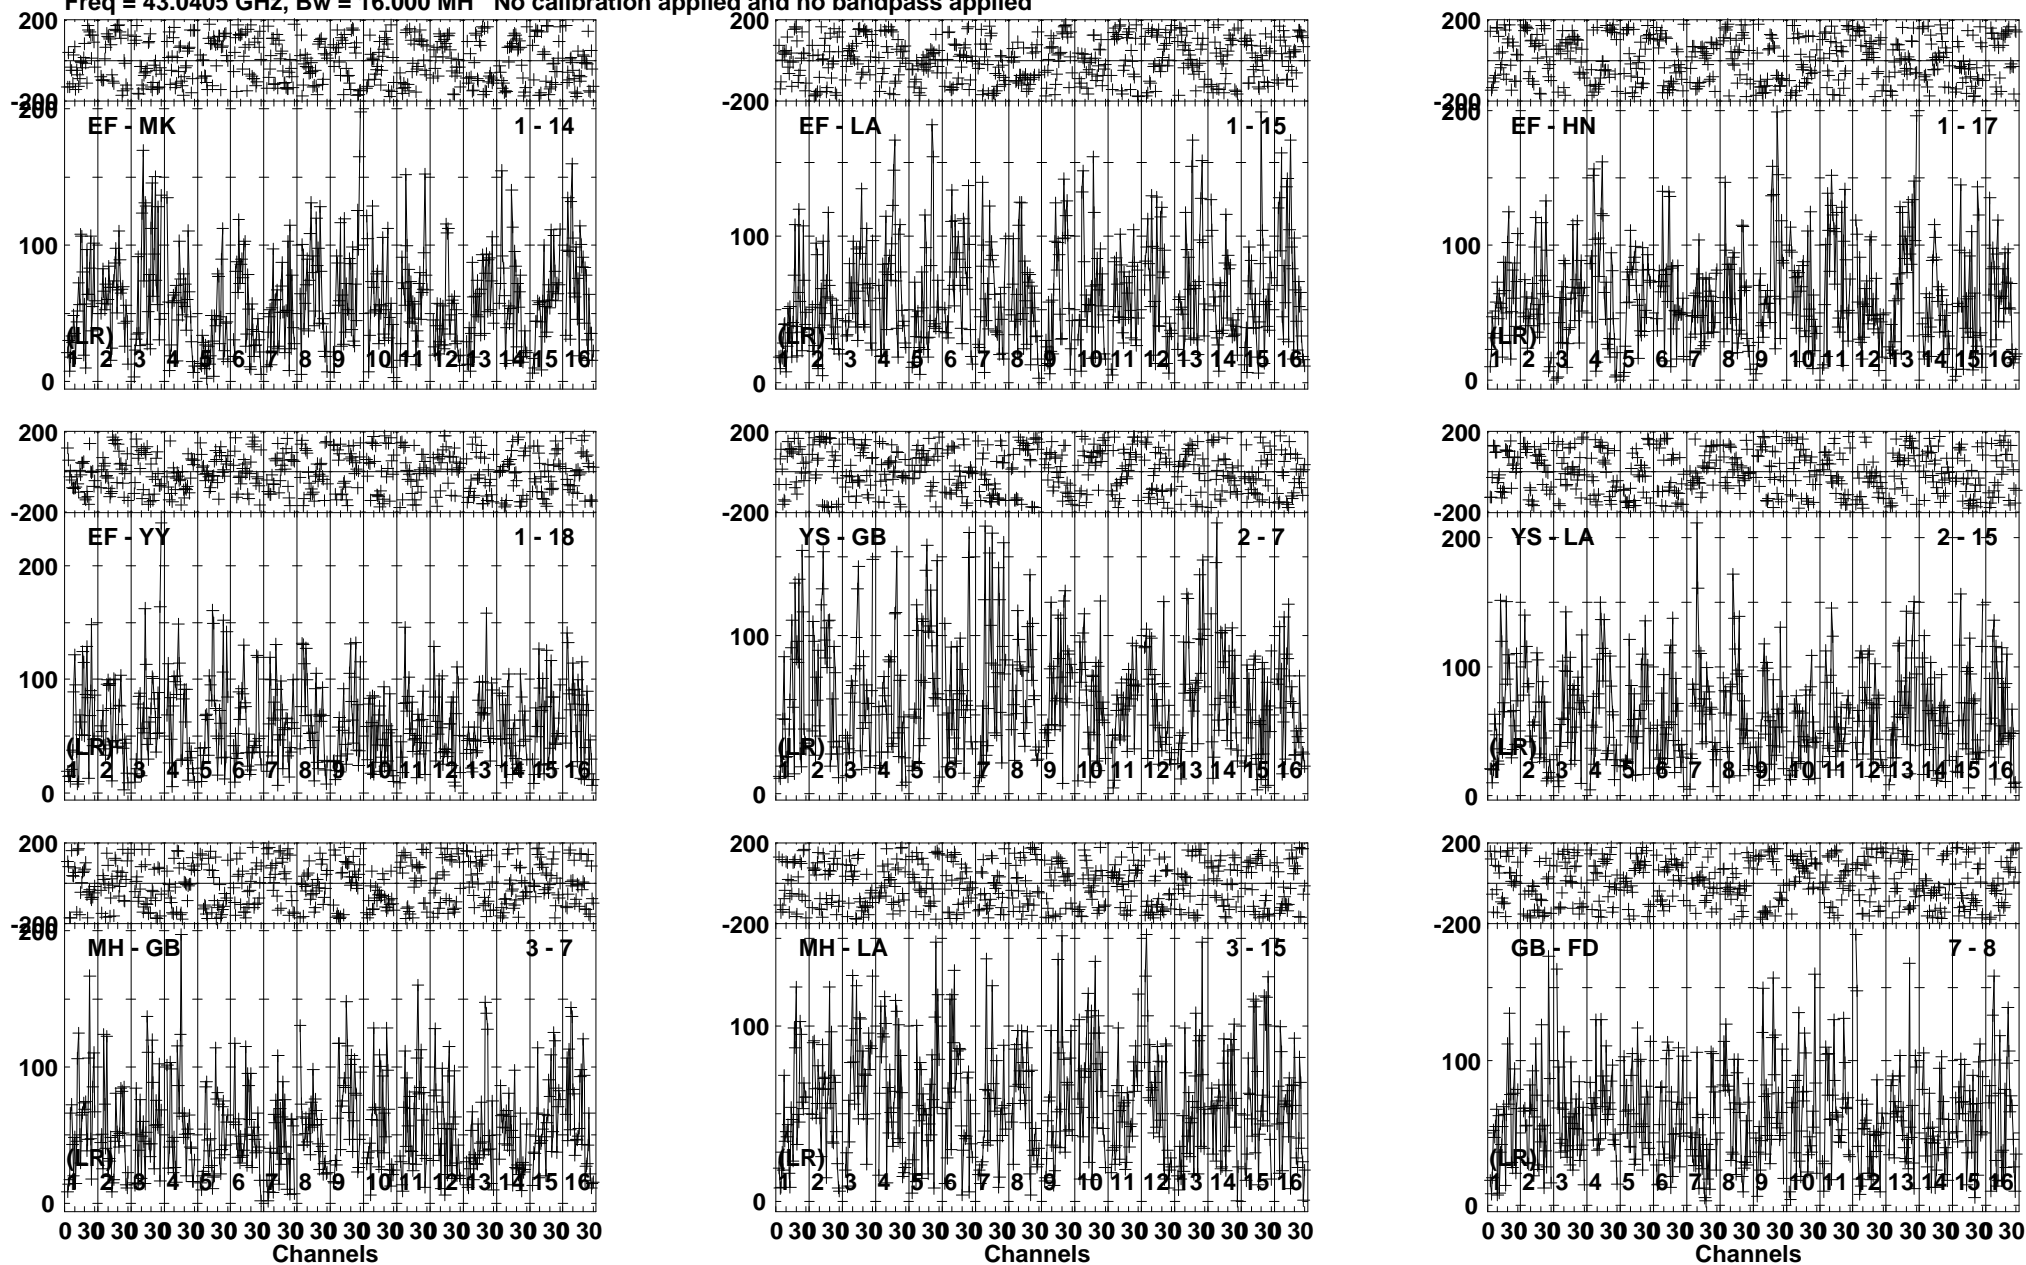 Freq = 43.0405 GHz, Bw = 16.000 MH No calibration applied and no bandpass applied
200
-200
200
100
0
EF - MK
1 - 14
(LR)
1 2 3 4 5 6 7 8 9 10 11 12 13 14 15 16
200
-200
100
0
EF - LA
1 - 15
(LR)
1 2 3 4 5 6 7 8 9 10 11 12 13 14 15 16
200
-200
200
100
0
EF - HN
1 - 17
(LR)
1 2 3 4 5 6 7 8 9 10 11 12 13 14 15 16
200
-200
200
100
0
EF - YY
1 - 18
(LR)
1 2 3 4 5 6 7 8 9 10 11 12 13 14 15 16
200
-200
100
0
YS - GB
2 - 7
(LR)
1 2 3 4 5 6 7 8 9 10 11 12 13 14 15 16
200
-200
200
100
0
YS - LA
2 - 15
(LR)
1 2 3 4 5 6 7 8 9 10 11 12 13 14 15 16
200
-200
200
100
0
MH - GB
3 - 7
(LR)
1 2 3 4 5 6 7 8 9 10 11 12 13 14 15 16
0 30 0 30 0 30 0 30 0 30 0 30 0 30 0 30 0 30 0 30 0 30 0 30 0 30 0 30 0 30 0 30
Channels
200
-200
100
0
MH - LA
3 - 15
(LR)
1 2 3 4 5 6 7 8 9 10 11 12 13 14 15 16
0 30 0 30 0 30 0 30 0 30 0 30 0 30 0 30 0 30 0 30 0 30 0 30 0 30 0 30 0 30 0 30
Channels
200
-200
100
0
GB - FD
7 - 8
(LR)
1 2 3 4 5 6 7 8 9 10 11 12 13 14 15 16
0 30 0 30 0 30 0 30 0 30 0 30 0 30 0 30 0 30 0 30 0 30 0 30 0 30 0 30 0 30 0 30
Channels